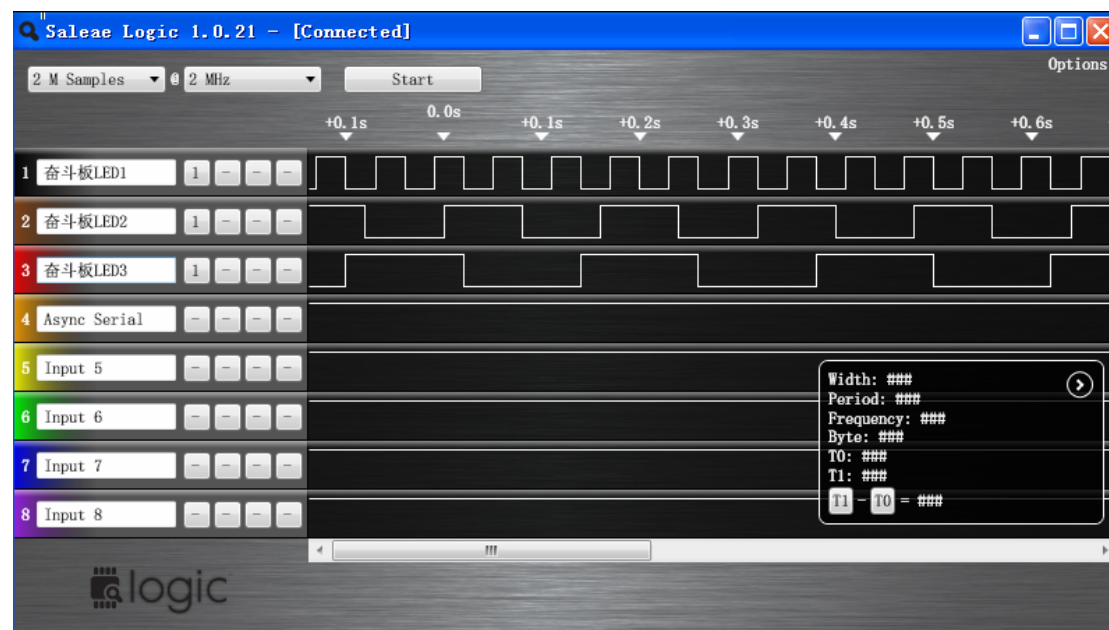 Saleae Logic 1.0.21 - [Connected]
Options
2 M Samples @ 2 MHz Start
+0.1s 0.0s +0.1s +0.2s +0.3s +0.4s +0.5s +0.6s
1 奋斗板LED1 1 - - -
2 奋斗板LED2 1 - - -
3 奋斗板LED3 1 - - -
4 Async Serial - - - -
5 Input 5 - - - -
6 Input 6 - - - -
7 Input 7 - - - -
8 Input 8 - - - -
Width: ###
Period: ###
Frequency: ###
Byte: ###
T0: ###
T1: ###
T1 - T0 = ###
logic